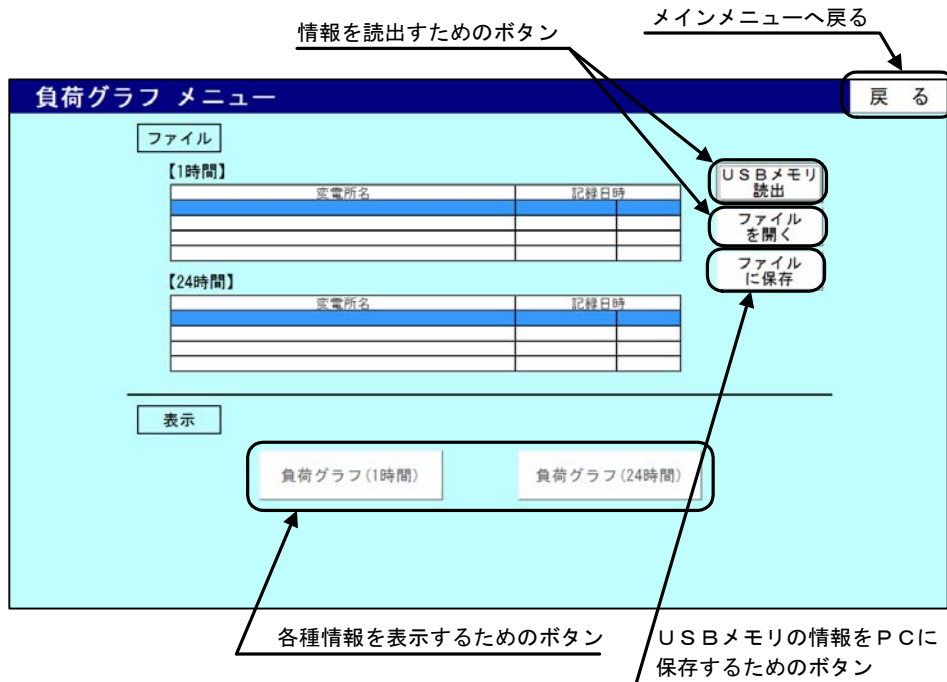 メインメニューへ戻る
情報を読出すためのボタン
負荷グラフ メニュー
戻 る
ファイル
【1時間】
変電所名 記録日時
USBメモリ
読出
ファイル
を開く
ファイル
に保存
【24時間】
変電所名 記録日時
表示
負荷グラフ(1時間) 負荷グラフ(24時間)
各種情報を表示するためのボタン
USBメモリの情報をPCに
保存するためのボタン